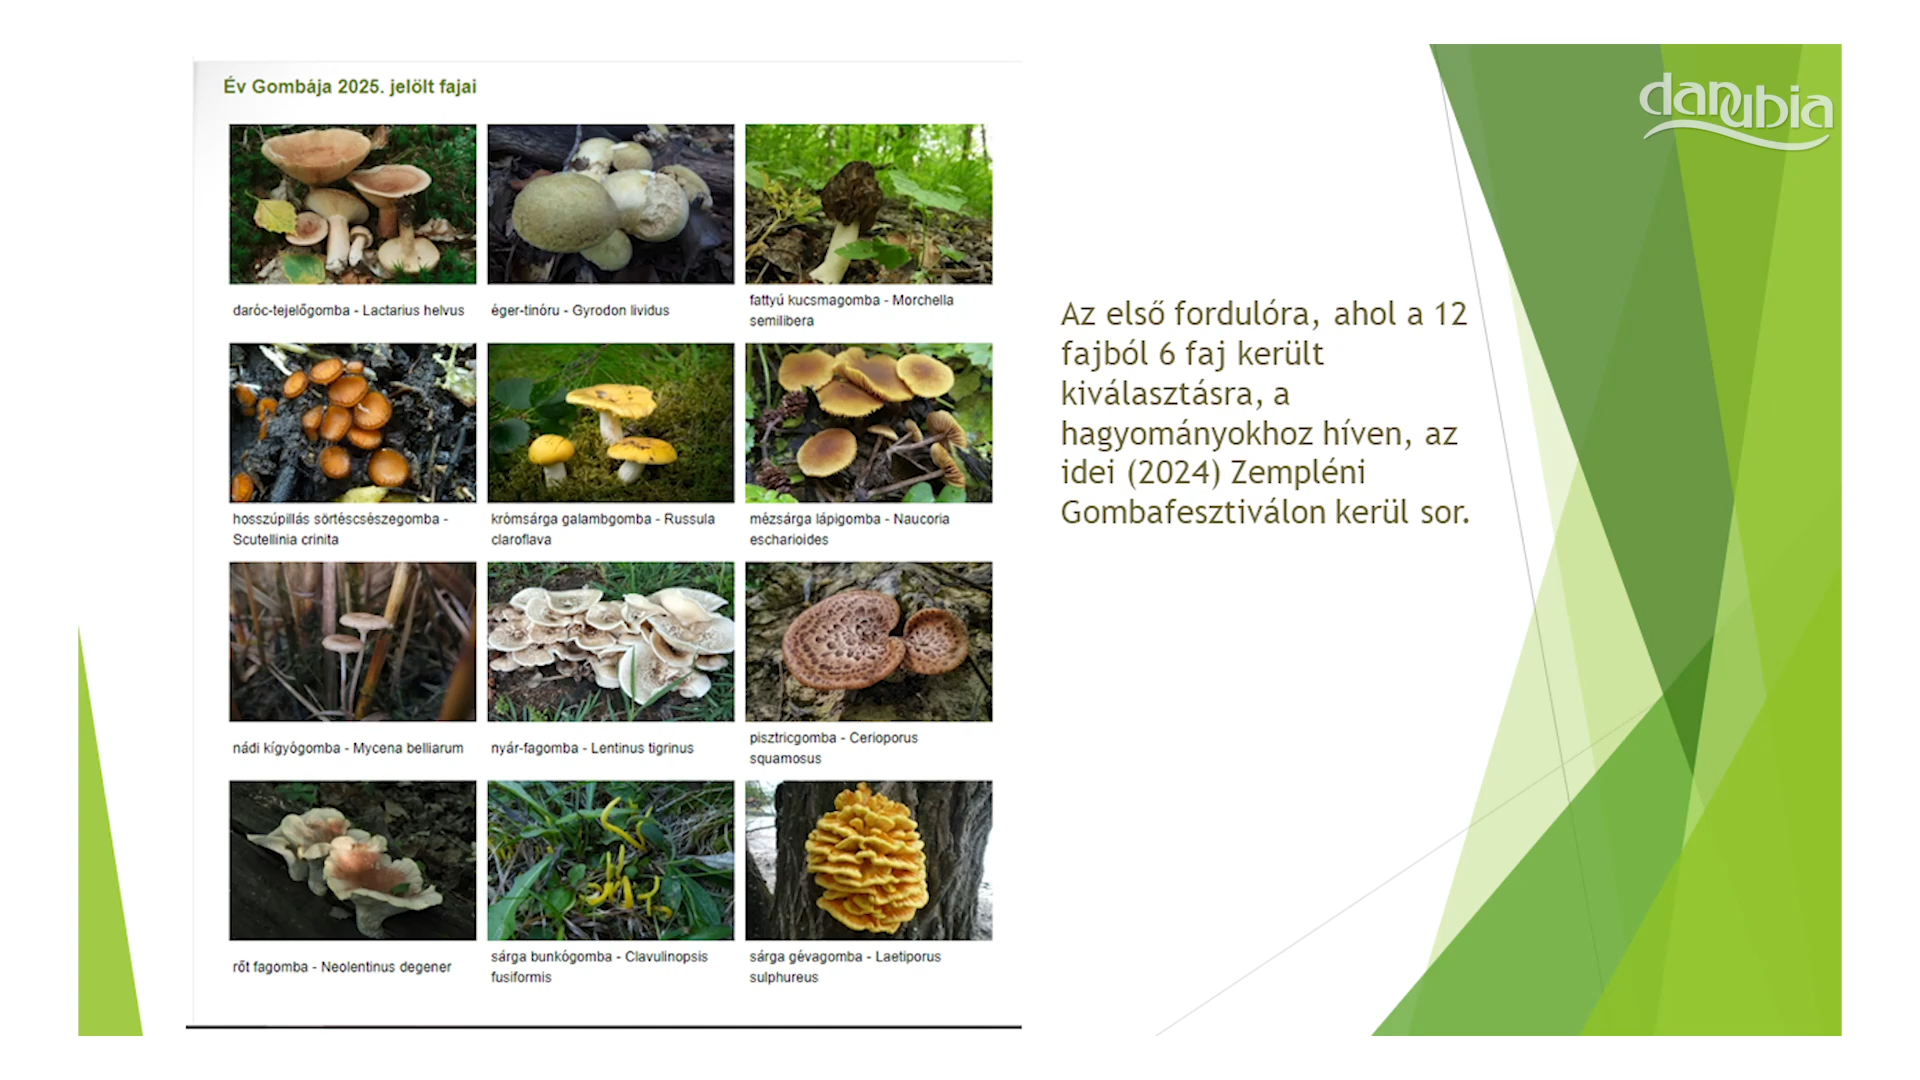 Év Gombája 2025. jelölt fajai
daróc-tejelőgomba - Lactarius helvus
éger-tinóru - Gyrodon lividus
fattyú kucsmagomba - Morchella
semilibera
hosszúpillás sörtéscsészegomba -
Scutellinia crinita
krómsárga galambgomba - Russula
claroflava
mézsárga lápigomba - Naucoria
escharioides
nádi kígyógomba - Mycena belliarum
nyár-fagomba - Lentinus tigrinus
pisztricgomba - Cerioporus
squamosus
rőt fagomba - Neolentinus degener
sárga bunkógomba - Clavulinopsis
fusiformis
sárga gévagomba - Laetiporus
sulphureus
Az első fordulóra, ahol a 12
fajból 6 faj került
kiválasztásra, a
hagyományokhoz híven, az
idei (2024) Zempléni
Gombafesztiválon kerül sor.
danubia